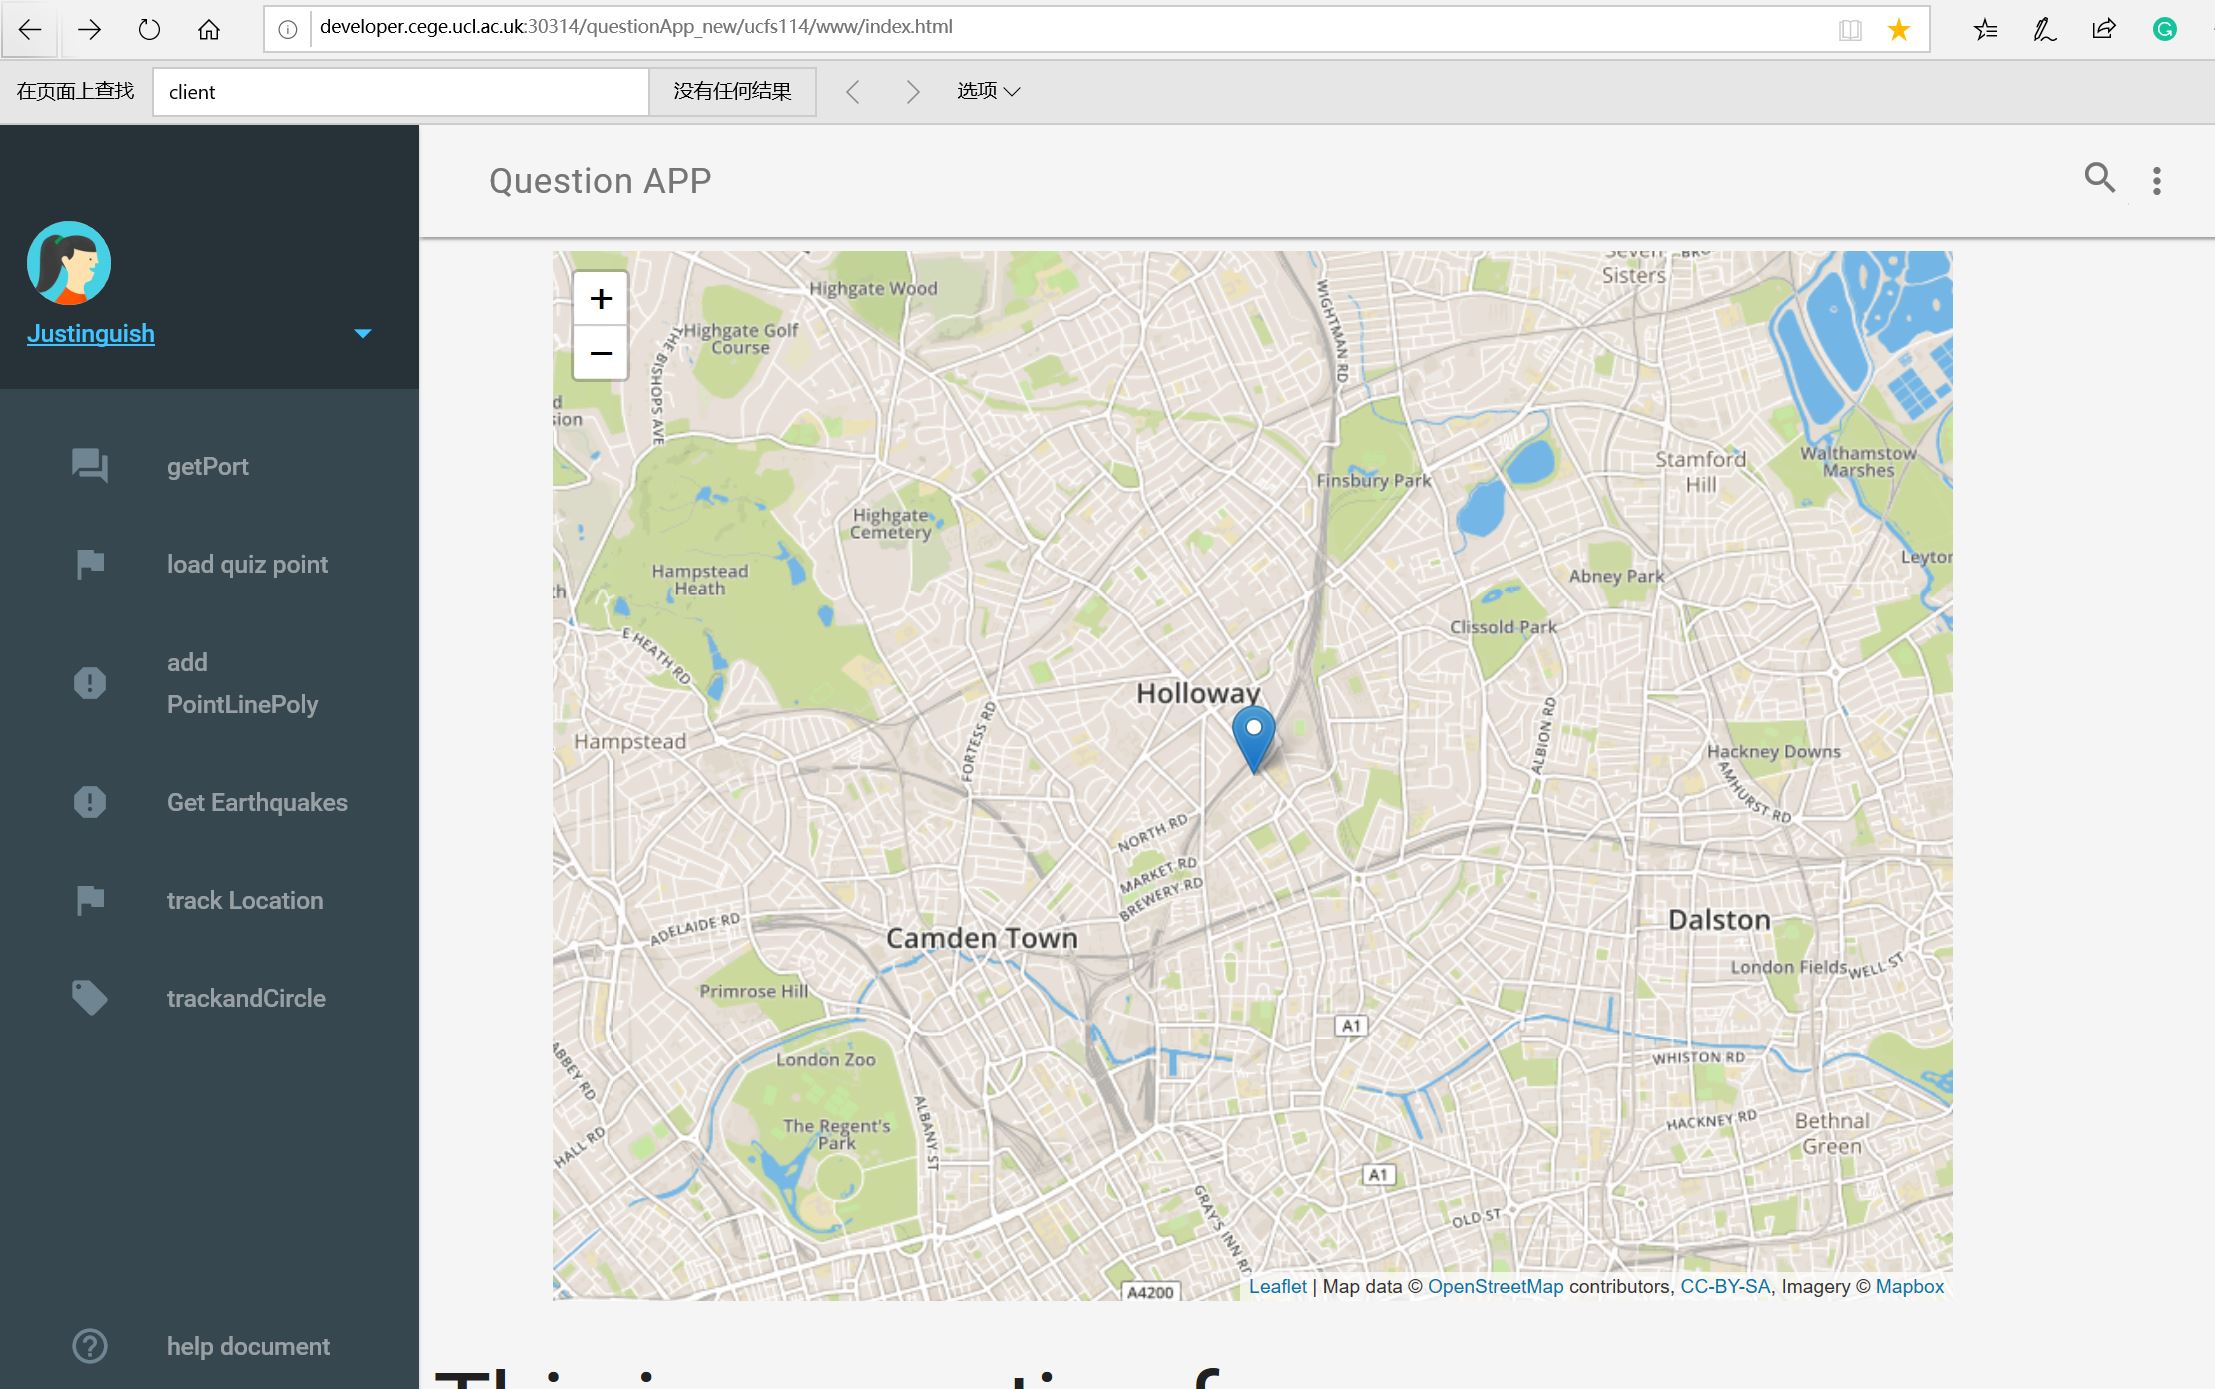 developer.cege.ucl.ac.uk:30314/questionApp_new/ucfs114/www/index.html
在页面上查找
client
没有任何结果
选项
Question APP
Justinguish
getPort
load quiz point
add
PointLinePoly
Get Earthquakes
track Location
trackandCircle
help document
+
−
Highgate Wood
Highgate Golf
Course
THE BISHOPS AVE
WIGHTMAN RD
Sisters
Finsbury Park
Stamford
Hill
Walthamstow
Marshes
Highgate
Cemetery
Hampstead
Heath
Abney Park
Clissold Park
E HEATH RD
Holloway
Hampstead
FORTESS RD
ALBION RD
Hackney Downs
AMHURST RD
NORTH RD
MARKET RD
BREWERY RD
ADELAIDE RD
Camden Town
Dalston
London Fields
WELL ST
Primrose Hill
A1
London Zoo
WHISTON RD
ABBEY RD
The Regent's
Park
ALBANY ST
HACKNEY RD
Bethnal
Green
HALL RD
A1
GRAY'S INN RD
OLD ST
A4200
Leaflet | Map data © OpenStreetMap contributors, CC-BY-SA, Imagery © Mapbox